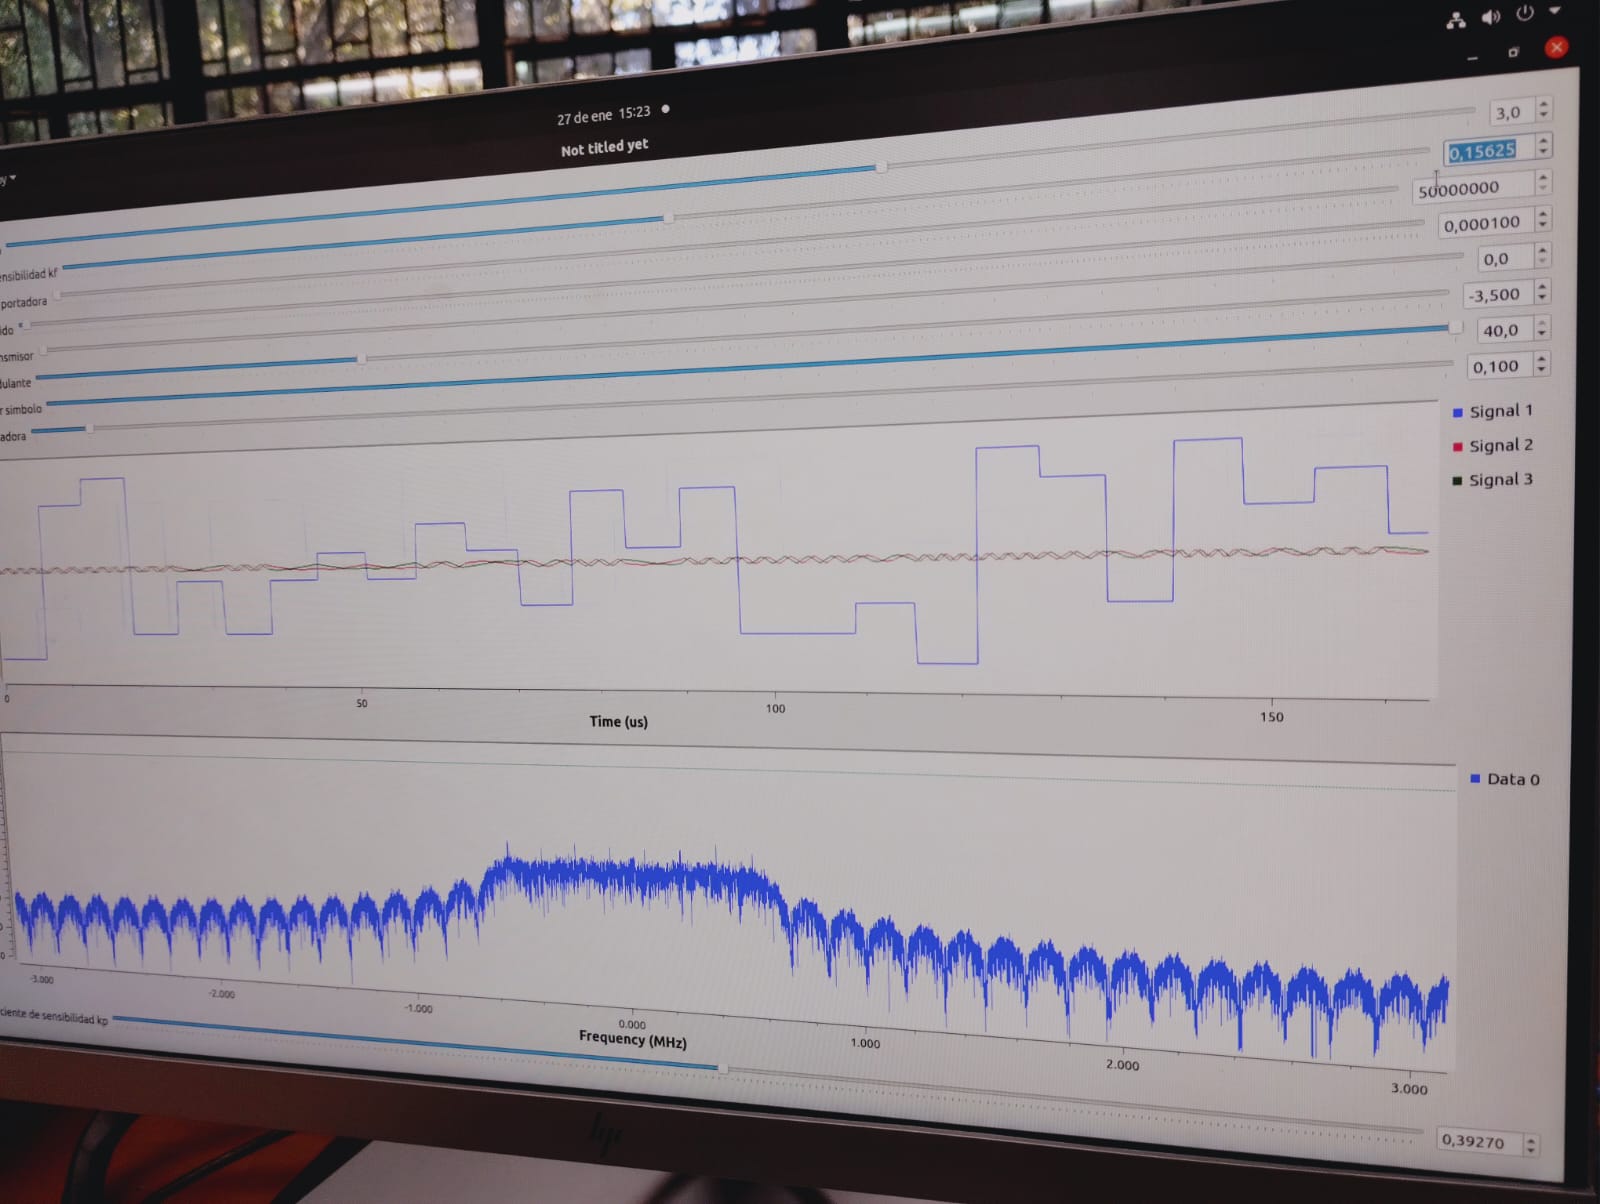 27 de ene 15:23
Not titled yet
3,0
ensibilidad kf 0,15625
portadora 50000000
ido 0,000100
nsmisor 0,0
dulante -3,500
r simbolo 40,0
adora 0,100
Signal 1
Signal 2
Signal 3
0 50 100 150
Time (us)
Data 0
-3.000 -2.000 -1.000 0.000 1.000 2.000 3.000
Frequency (MHz)
ciente de sensibilidad kp 0,39270
hp